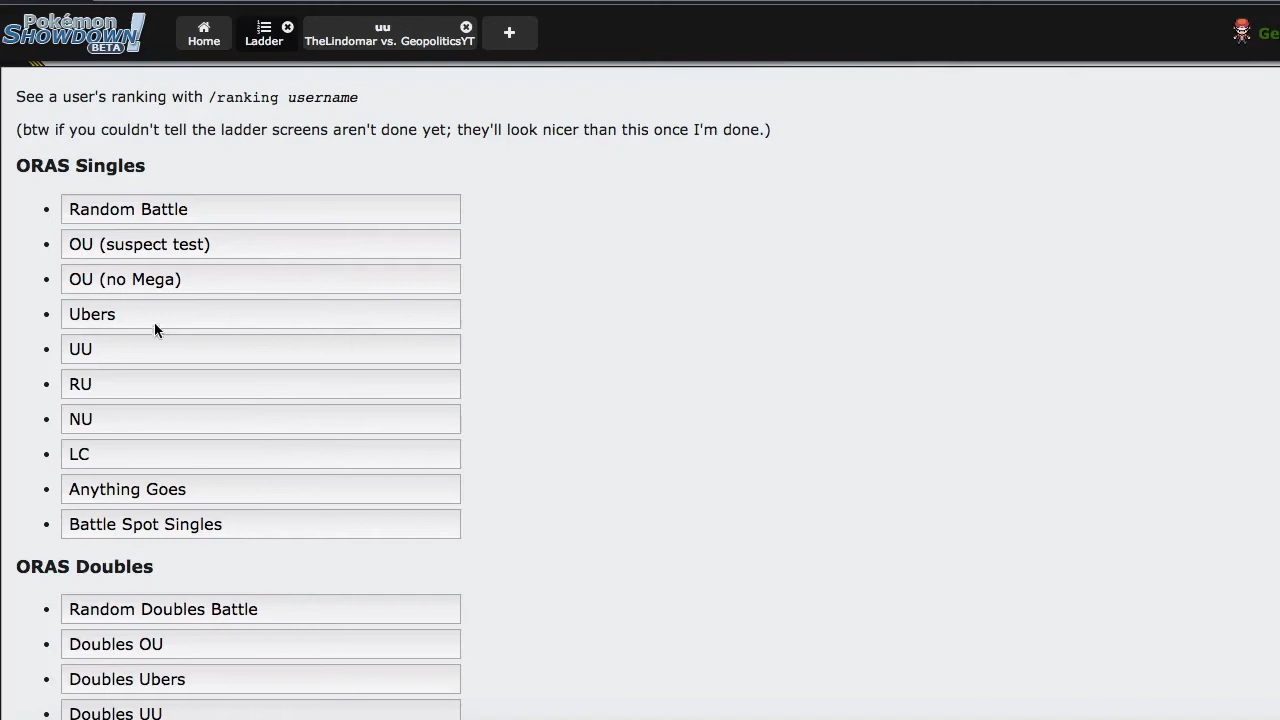 Pokémon
SHOWDOWN!
BETA
Home
Ladder
uu
TheLindomar vs. GeopoliticsYT
+
Ge
See a user's ranking with /ranking username
(btw if you couldn't tell the ladder screens aren't done yet; they'll look nicer than this once I'm done.)
ORAS Singles
• Random Battle
• OU (suspect test)
• OU (no Mega)
• Ubers
• UU
• RU
• NU
• LC
• Anything Goes
• Battle Spot Singles
ORAS Doubles
• Random Doubles Battle
• Doubles OU
• Doubles Ubers
• Doubles UU